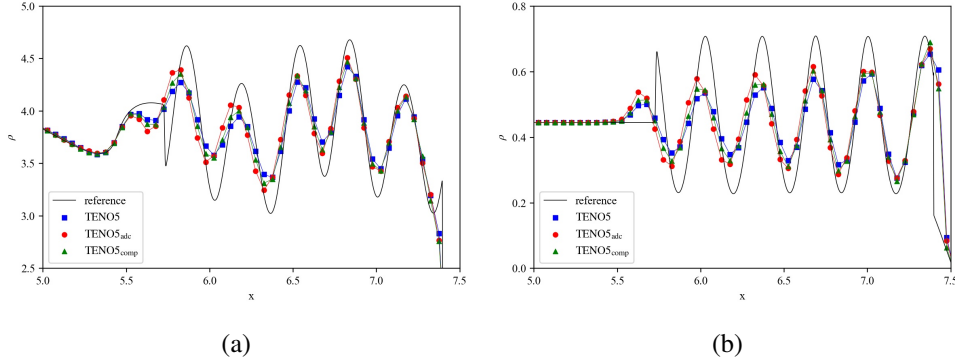 5.0
4.5
4.0
3.5
3.0
2.5
ρ
reference
TENO5
TENO5adc
TENO5comp
5.0 5.5 6.0 6.5 7.0 7.5
x
(a)
0.8
0.6
0.4
0.2
0.0
ρ
reference
TENO5
TENO5adc
TENO5comp
5.0 5.5 6.0 6.5 7.0 7.5
x
(b)